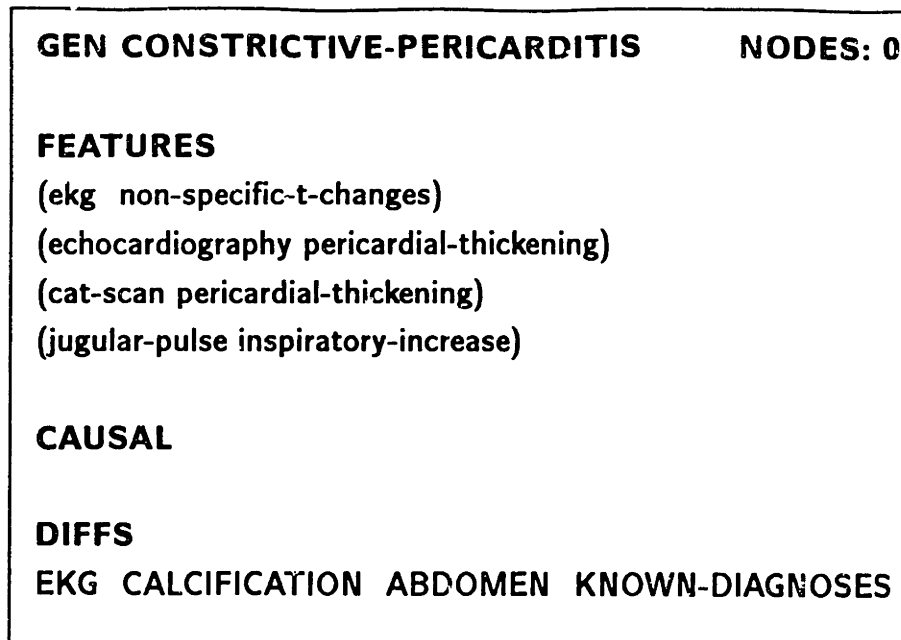 GEN CONSTRICTIVE-PERICARDITIS NODES: 0
FEATURES
(ekg non-specific-t-changes)
(echocardiography pericardial-thickening)
(cat-scan pericardial-thickening)
(jugular-pulse inspiratory-increase)
CAUSAL
DIFFS
EKG CALCIFICATION ABDOMEN KNOWN-DIAGNOSES